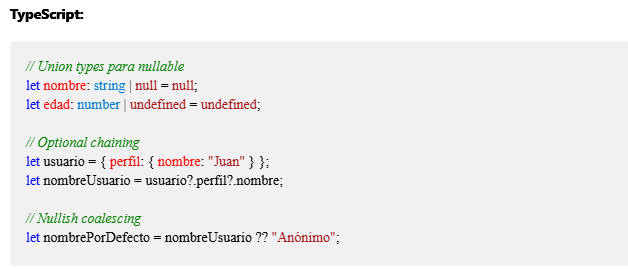 TypeScript:
// Union types para nullable
let nombre: string | null = null;
let edad: number | undefined = undefined;
// Optional chaining
let usuario = { perfil: { nombre: "Juan" } };
let nombreUsuario = usuario?.perfil?.nombre;
// Nullish coalescing
let nombrePorDefecto = nombreUsuario ?? "Anónimo";